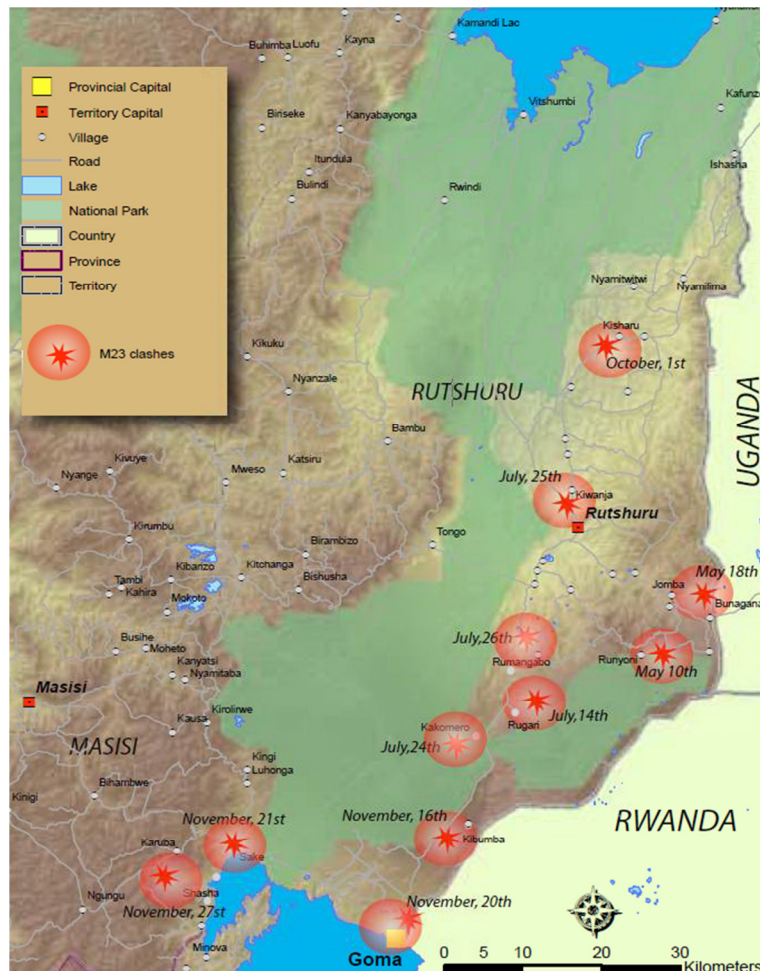 Kamandi Lac
Kayna
Buhimba
Luofu
Vitshumbi
Kafunzo
Biriseke
Kanyabayonga
Ishasha
Itundula
Bulindi
Rwindi
Provincial Capital
Territory Capital
Village
Road
Lake
National Park
Country
Province
Territory
M23 clashes
Nyamitwitwi
Nyamilima
Kisharu
October, 1st
Kikuku
Nyanzale
RUTSHURU
UGANDA
Bambu
Kivuye
Nyange
Mweso
Katsiru
July, 25th
Kiwanja
Rutshuru
Kirumbu
Birambizo
Tongo
Kibanzo
Kitchanga
Bishusha
Tambi
Kahira
Mokoto
May 18th
Jomba
Bunagana
Busihe
Moheto
July,26th
Rumangabo
Runyoni
May 10th
Kanyatsi
Nyamitaba
Masisi
Kausa
Kirolirwe
July,14th
Rugari
Kakomero
July,24th
MASISI
Kingi
Luhonga
Bihambwe
Kinigi
RWANDA
November, 21st
November, 16th
Karuba
Sake
Kibumba
Shasha
Ngungu
November, 27st
November, 20th
Minova
Goma
0 10 20 30
Kilometers